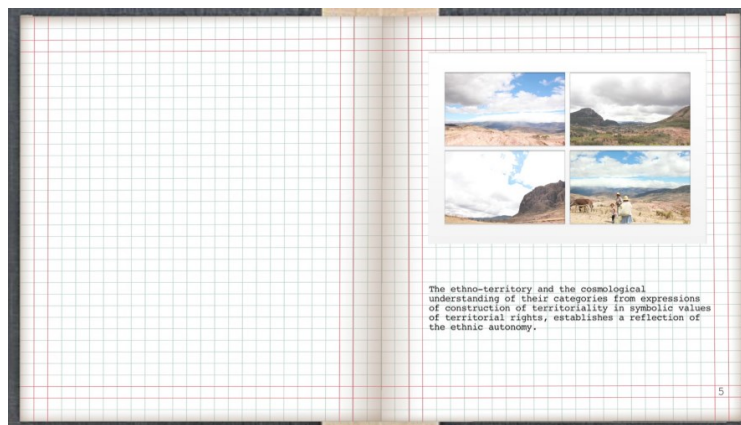 The ethno-territory and the cosmological
understanding of their categories from expressions
of construction of territoriality in symbolic values
of territorial rights, establishes a reflection of
the ethnic autonomy.
5